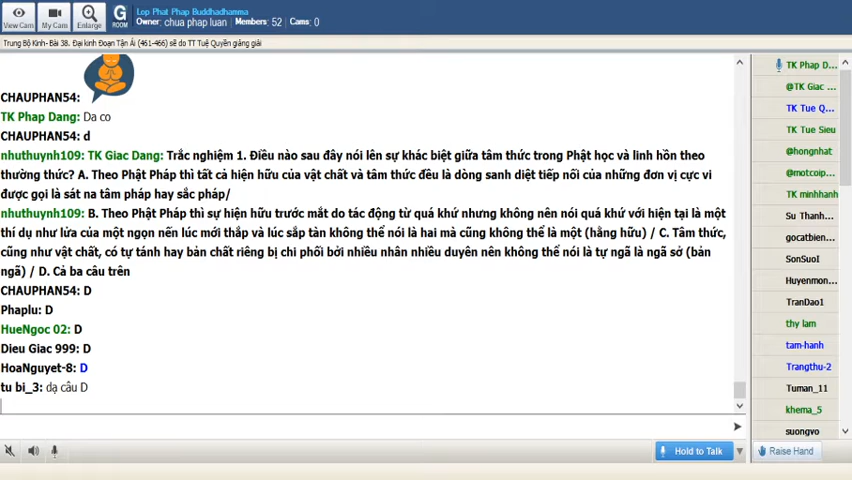 View Cam
My Cam
Enlarge
G
ROOM
Lop Phat Phap Buddhadhamma
Owner: chua phap luan Members: 52 Cams: 0
Trung Bộ Kinh- Bài 38. Đại kinh Đoạn Tận Ái (461-466) sẽ do TT Tuệ Quyền giảng giải
CHAUPHAN54:
TK Phap Dang: Da co
CHAUPHAN54: d
nhuthuynh109: TK Giac Dang: Trắc nghiệm 1. Điều nào sau đây nói lên sự khác biệt giữa tâm thức trong Phật học và linh hồn theo
thường thức? A. Theo Phật Pháp thì tất cả hiện hữu của vật chất và tâm thức đều là dòng sanh diệt tiếp nối của những đơn vị cực vi
được gọi là sát na tâm pháp hay sắc pháp/
nhuthuynh109: B. Theo Phật Pháp thì sự hiện hữu trước mắt do tác động từ quá khứ nhưng không nên nói quá khứ với hiện tại là một
thí dụ như lửa của một ngọn nến lúc mới thắp và lúc sắp tàn không thể nói là hai mà cũng không thể là một (hằng hữu) / C. Tâm thức,
cũng như vật chất, có tự tánh hay bản chất riêng bị chi phối bởi nhiều nhân nhiều duyên nên không thể nói là tự ngã là ngã sở (bản
ngã) / D. Cả ba câu trên
CHAUPHAN54: D
Phaplu: D
HueNgoc 02: D
Dieu Giac 999: D
HoaNguyet-8: D
tu bi_3: dạ câu D
Hold to Talk
TK Phap D...
@TK Giac ...
TK Tue Q...
TK Tue Sieu
@hongnhat
@motcoip...
TK minhhanh
Su Thanh...
gocatbien...
SonSuoI
Huyenmon...
TranDao1
thy lam
tam-hanh
Trangthu-2
Tuman_11
khema_5
suongvo
Raise Hand